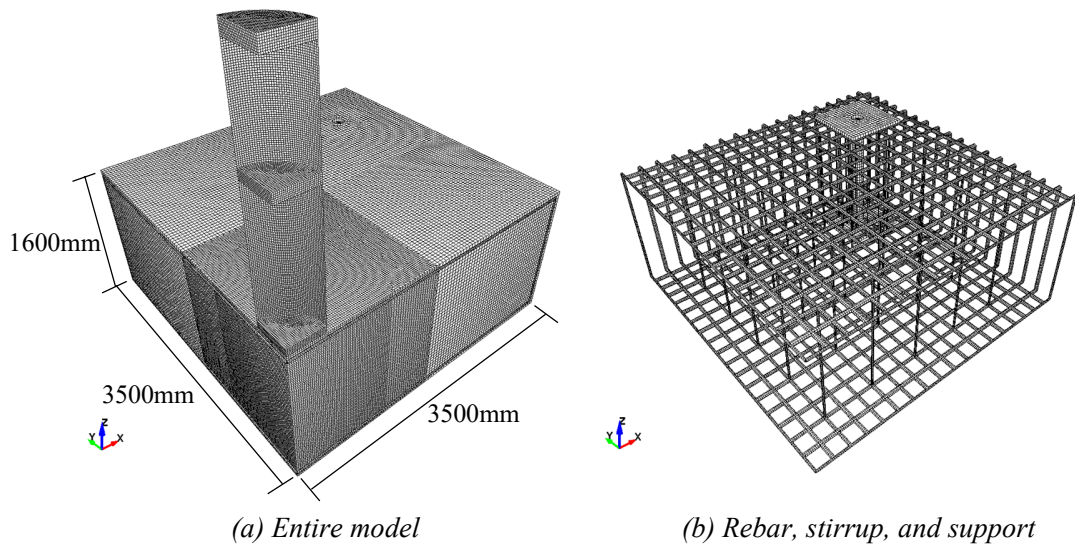 1600mm
3500mm
3500mm
Z
Y
X
Z
Y
X
(a) Entire model
(b) Rebar, stirrup, and support